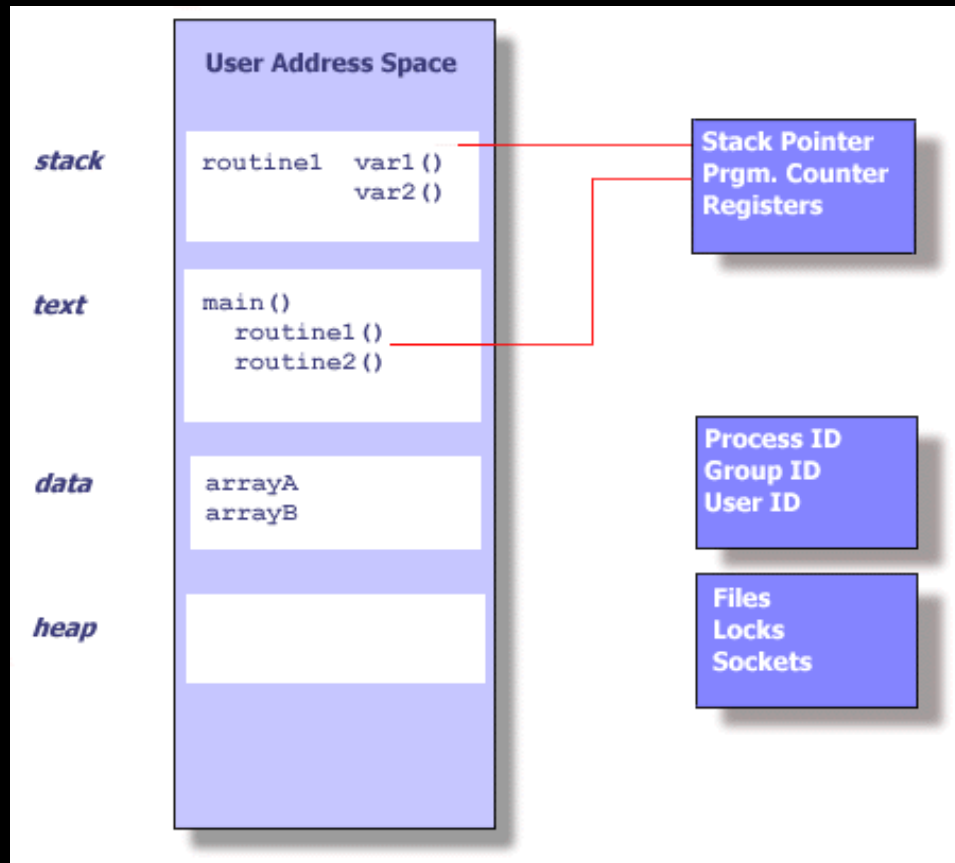 User Address Space
stack
routine1 var1()
var2()
text
main()
routine1()
routine2()
data
arrayA
arrayB
heap
Stack Pointer
Prgm. Counter
Registers
Process ID
Group ID
User ID
Files
Locks
Sockets